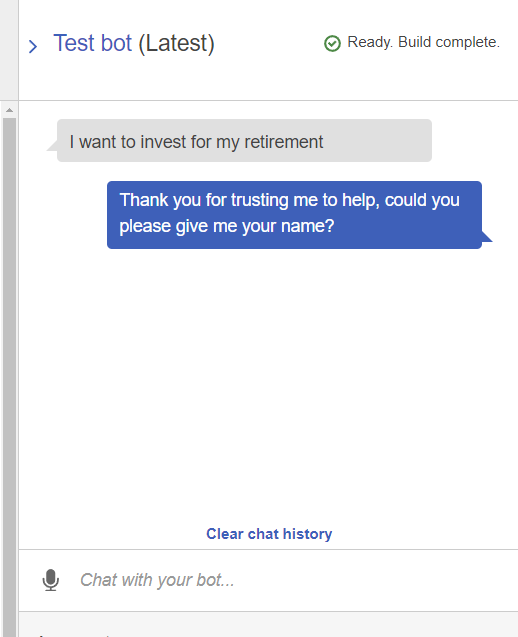 Test bot (Latest)
Ready. Build complete.
I want to invest for my retirement
Thank you for trusting me to help, could you
please give me your name?
Clear chat history
Chat with your bot...